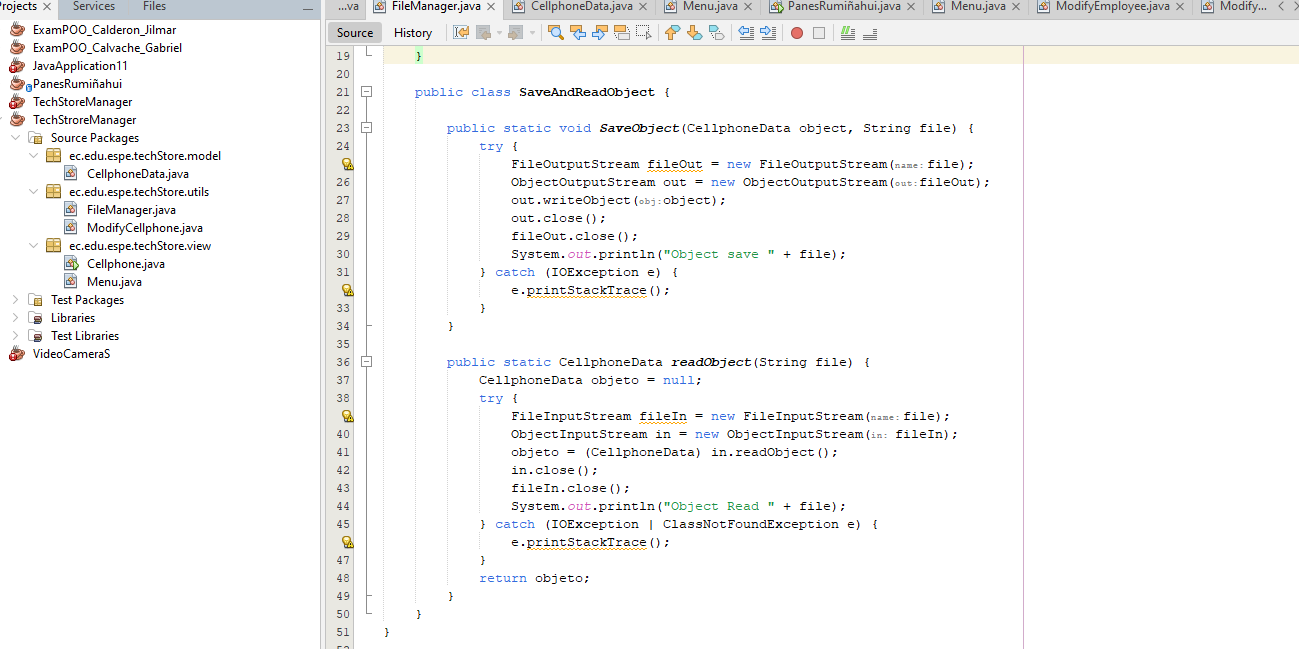 Projects
Services
Files
...va
FileManager.java
CellphoneData.java
Menu.java
PanesRumiñahui.java
Menu.java
ModifyEmployee.java
Modify...
Source
History
ExamPOO_Calderon_Jilmar
ExamPOO_Calvache_Gabriel
JavaApplication11
PanesRumiñahui
TechStoreManager
TechStroreManager
Source Packages
ec.edu.espe.techStore.model
CellphoneData.java
ec.edu.espe.techStore.utils
FileManager.java
ModifyCellphone.java
ec.edu.espe.techStore.view
Cellphone.java
Menu.java
Test Packages
Libraries
Test Libraries
VideoCameraS
19 }
20
21 public class SaveAndReadObject {
22
23 public static void SaveObject(CellphoneData object, String file) {
24 try {
FileOutputStream fileOut = new FileOutputStream(name: file);
26 ObjectOutputStream out = new ObjectOutputStream(out: fileOut);
27 out.writeObject(obj: object);
28 out.close();
29 fileOut.close();
30 System.out.println("Object save " + file);
31 } catch (IOException e) {
e.printStackTrace();
33 }
34 }
35
36 public static CellphoneData readObject(String file) {
37 CellphoneData objeto = null;
38 try {
FileInputStream fileIn = new FileInputStream(name: file);
40 ObjectInputStream in = new ObjectInputStream(in: fileIn);
41 objeto = (CellphoneData) in.readObject();
42 in.close();
43 fileIn.close();
44 System.out.println("Object Read " + file);
45 } catch (IOException | ClassNotFoundException e) {
e.printStackTrace();
47 }
48 return objeto;
49 }
50 }
51 }